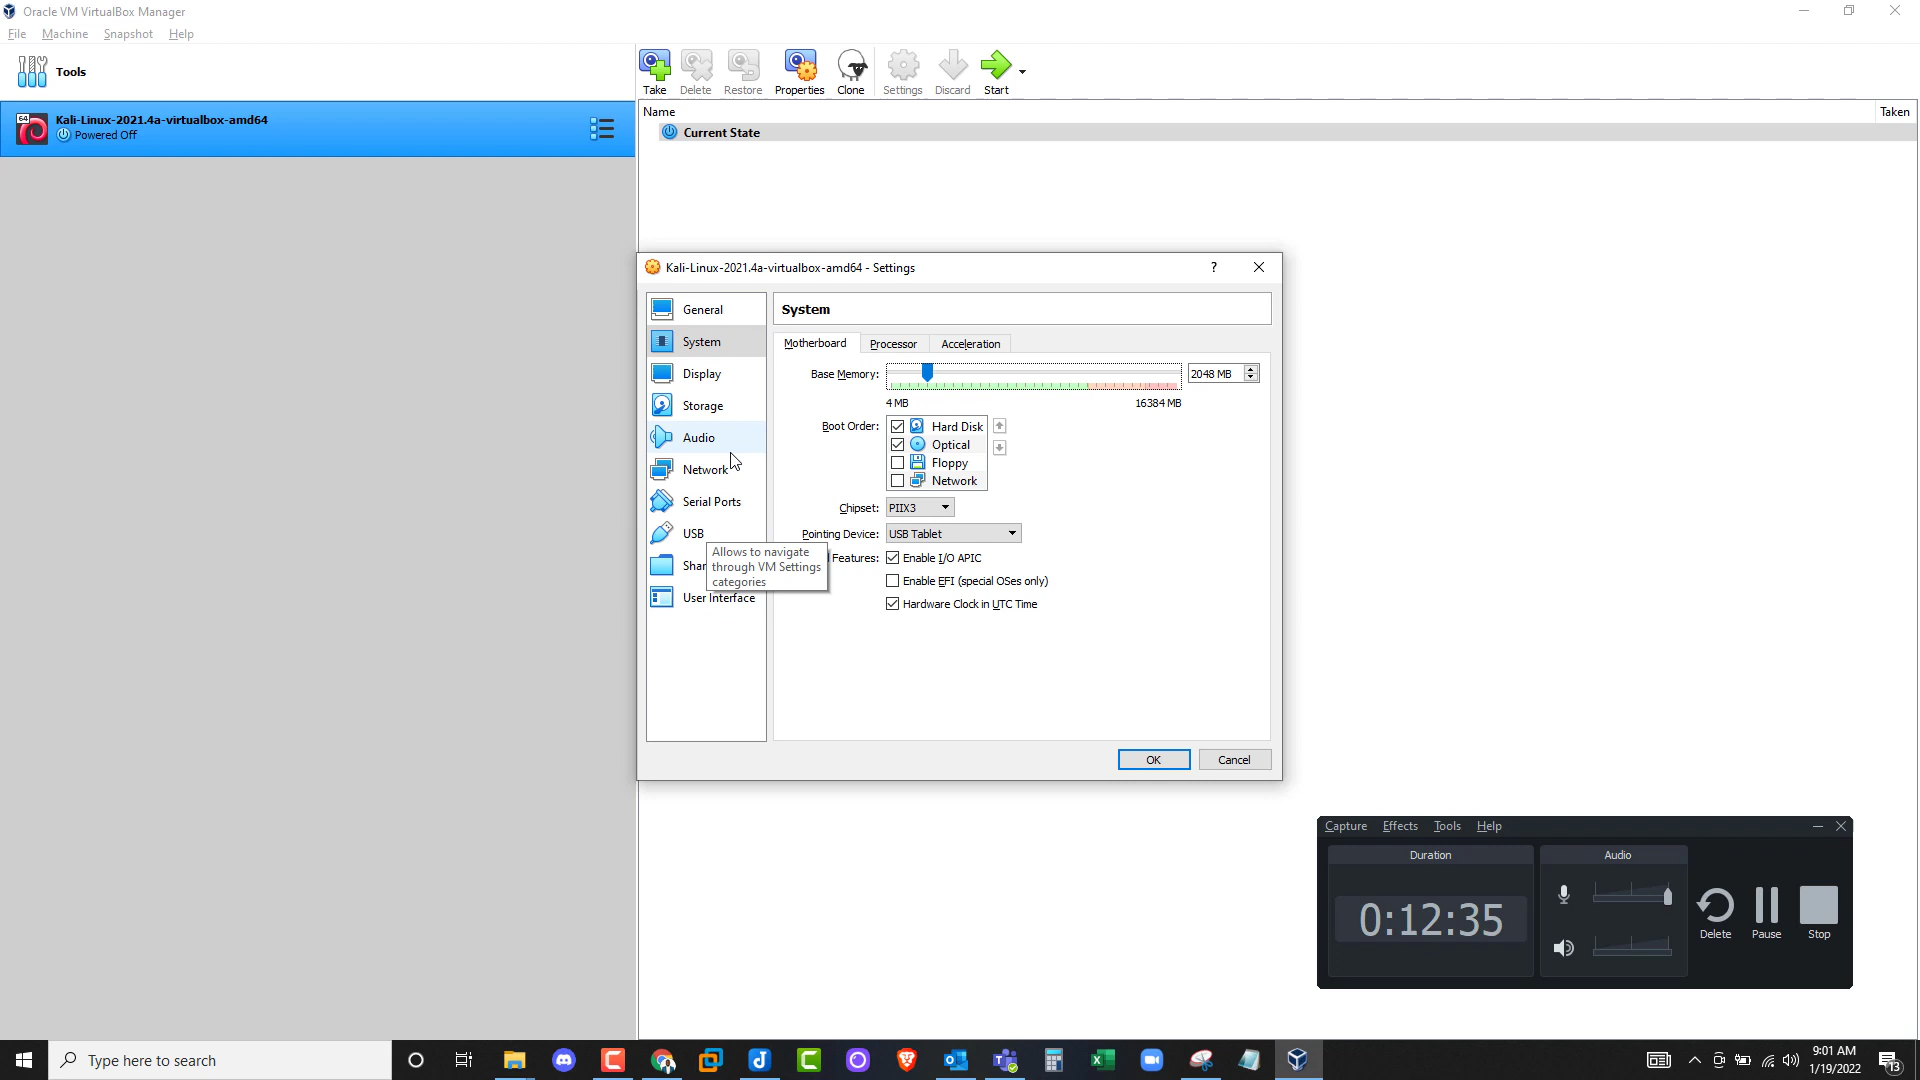 Oracle VM VirtualBox Manager
File Machine Snapshot Help
Tools
64
Kali-Linux-2021.4a-virtualbox-amd64
Powered Off
Take Delete Restore Properties Clone Settings Discard Start
Name Taken
Current State
Kali-Linux-2021.4a-virtualbox-amd64 - Settings ?
General
System
Display
Storage
Audio
Network
Serial Ports
USB
Shar
User Interface
Allows to navigate
through VM Settings
categories
System
Motherboard Processor Acceleration
Base Memory: 2048 MB
4 MB 16384 MB
Boot Order: Hard Disk
Optical
Floppy
Network
Chipset: PIIX3
Pointing Device: USB Tablet
Features: Enable I/O APIC
Enable EFI (special OSes only)
Hardware Clock in UTC Time
OK Cancel
Capture Effects Tools Help
Duration Audio
0:12:35
Delete Pause Stop
Type here to search
9:01 AM
1/19/2022
13